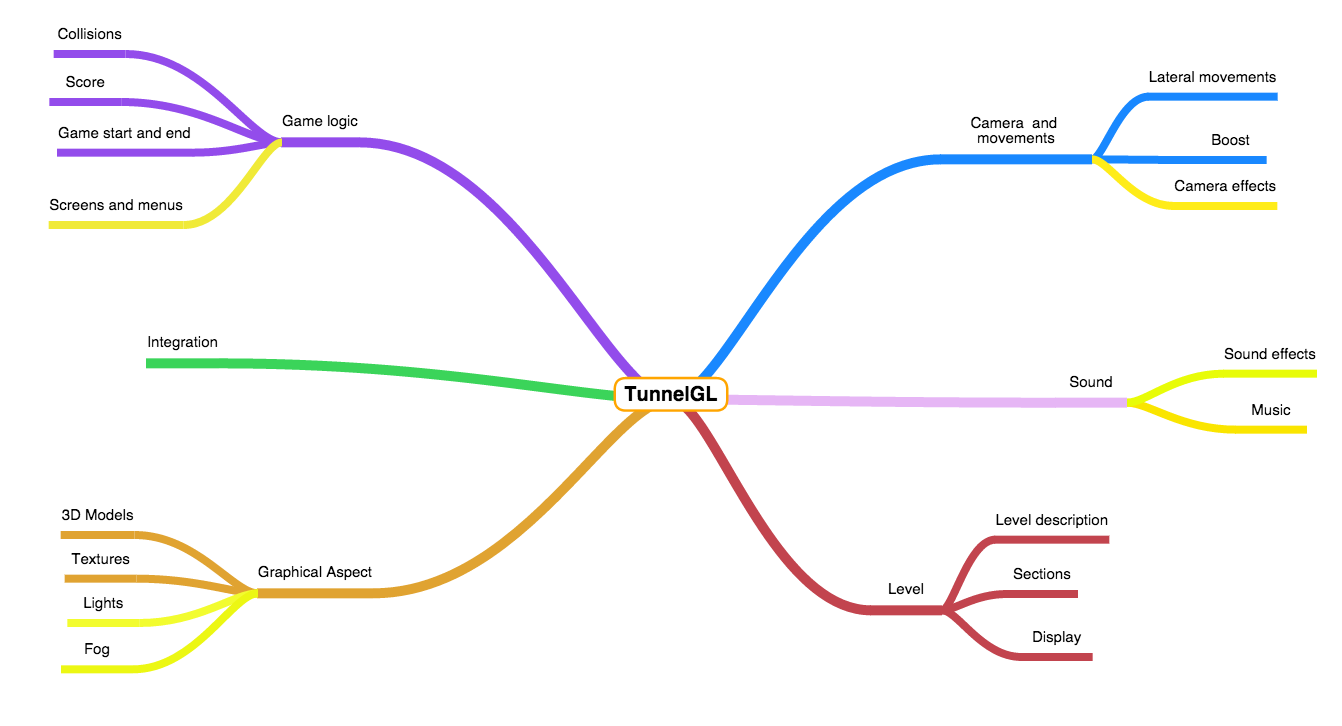 Collisions
Score
Game start and end
Screens and menus
Game logic
Integration
3D Models
Textures
Lights
Fog
Graphical Aspect
TunnelGL
Camera and
movements
Lateral movements
Boost
Camera effects
Sound
Sound effects
Music
Level
Level description
Sections
Display